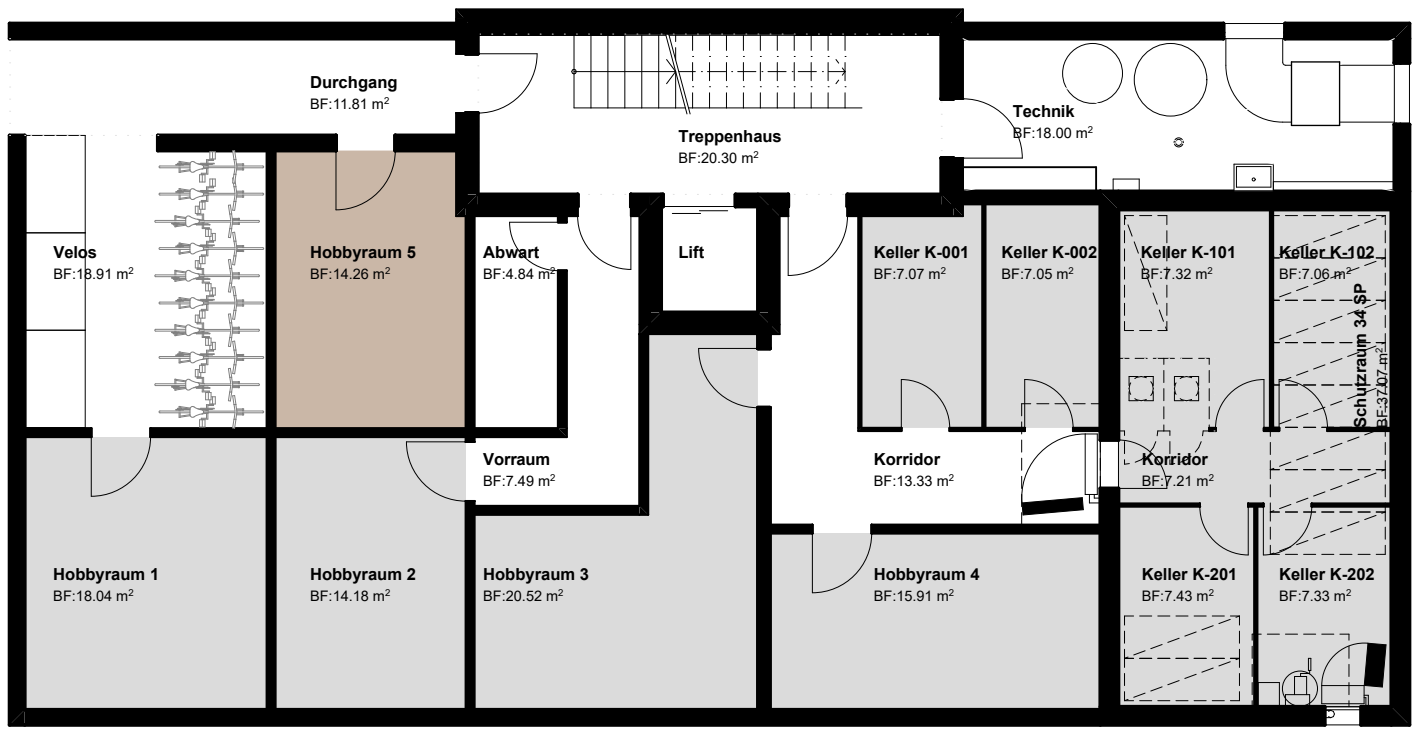 Durchgang
BF:11.81 m²
Treppenhaus
BF:20.30 m²
Technik
BF:18.00 m²
Velos
BF:18.91 m²
Hobbyraum 5
BF:14.26 m²
Abwart
BF:4.84 m²
Lift
Keller K-001
BF:7.07 m²
Keller K-002
BF:7.05 m²
Keller K-101
BF:7.32 m²
Keller K-102
BF:7.06 m²
Schutzraum 34 SP
BF:37.07 m²
Vorraum
BF:7.49 m²
Korridor
BF:13.33 m²
Korridor
BF:7.21 m²
Hobbyraum 1
BF:18.04 m²
Hobbyraum 2
BF:14.18 m²
Hobbyraum 3
BF:20.52 m²
Hobbyraum 4
BF:15.91 m²
Keller K-201
BF:7.43 m²
Keller K-202
BF:7.33 m²